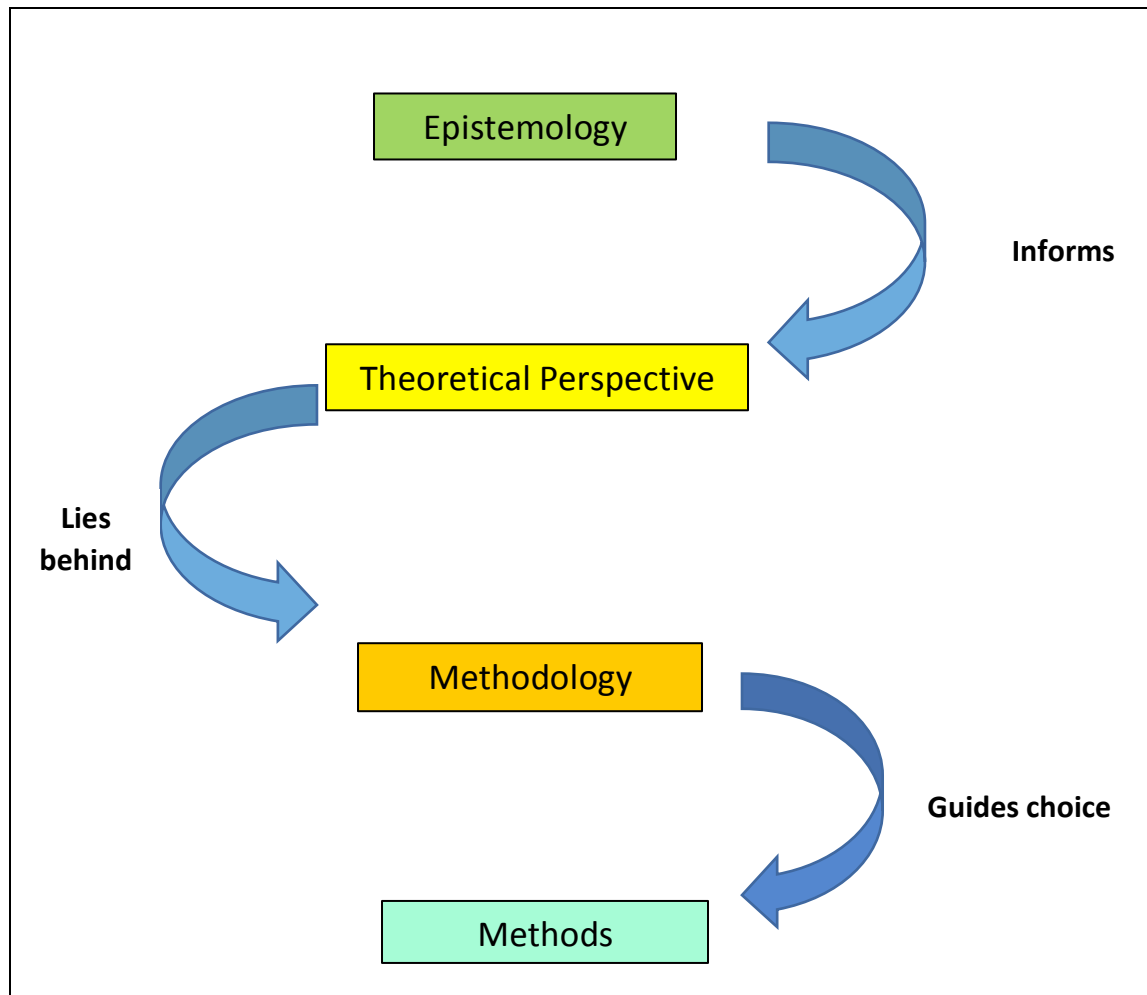 Epistemology
Informs
Theoretical Perspective
Lies
behind
Methodology
Guides choice
Methods